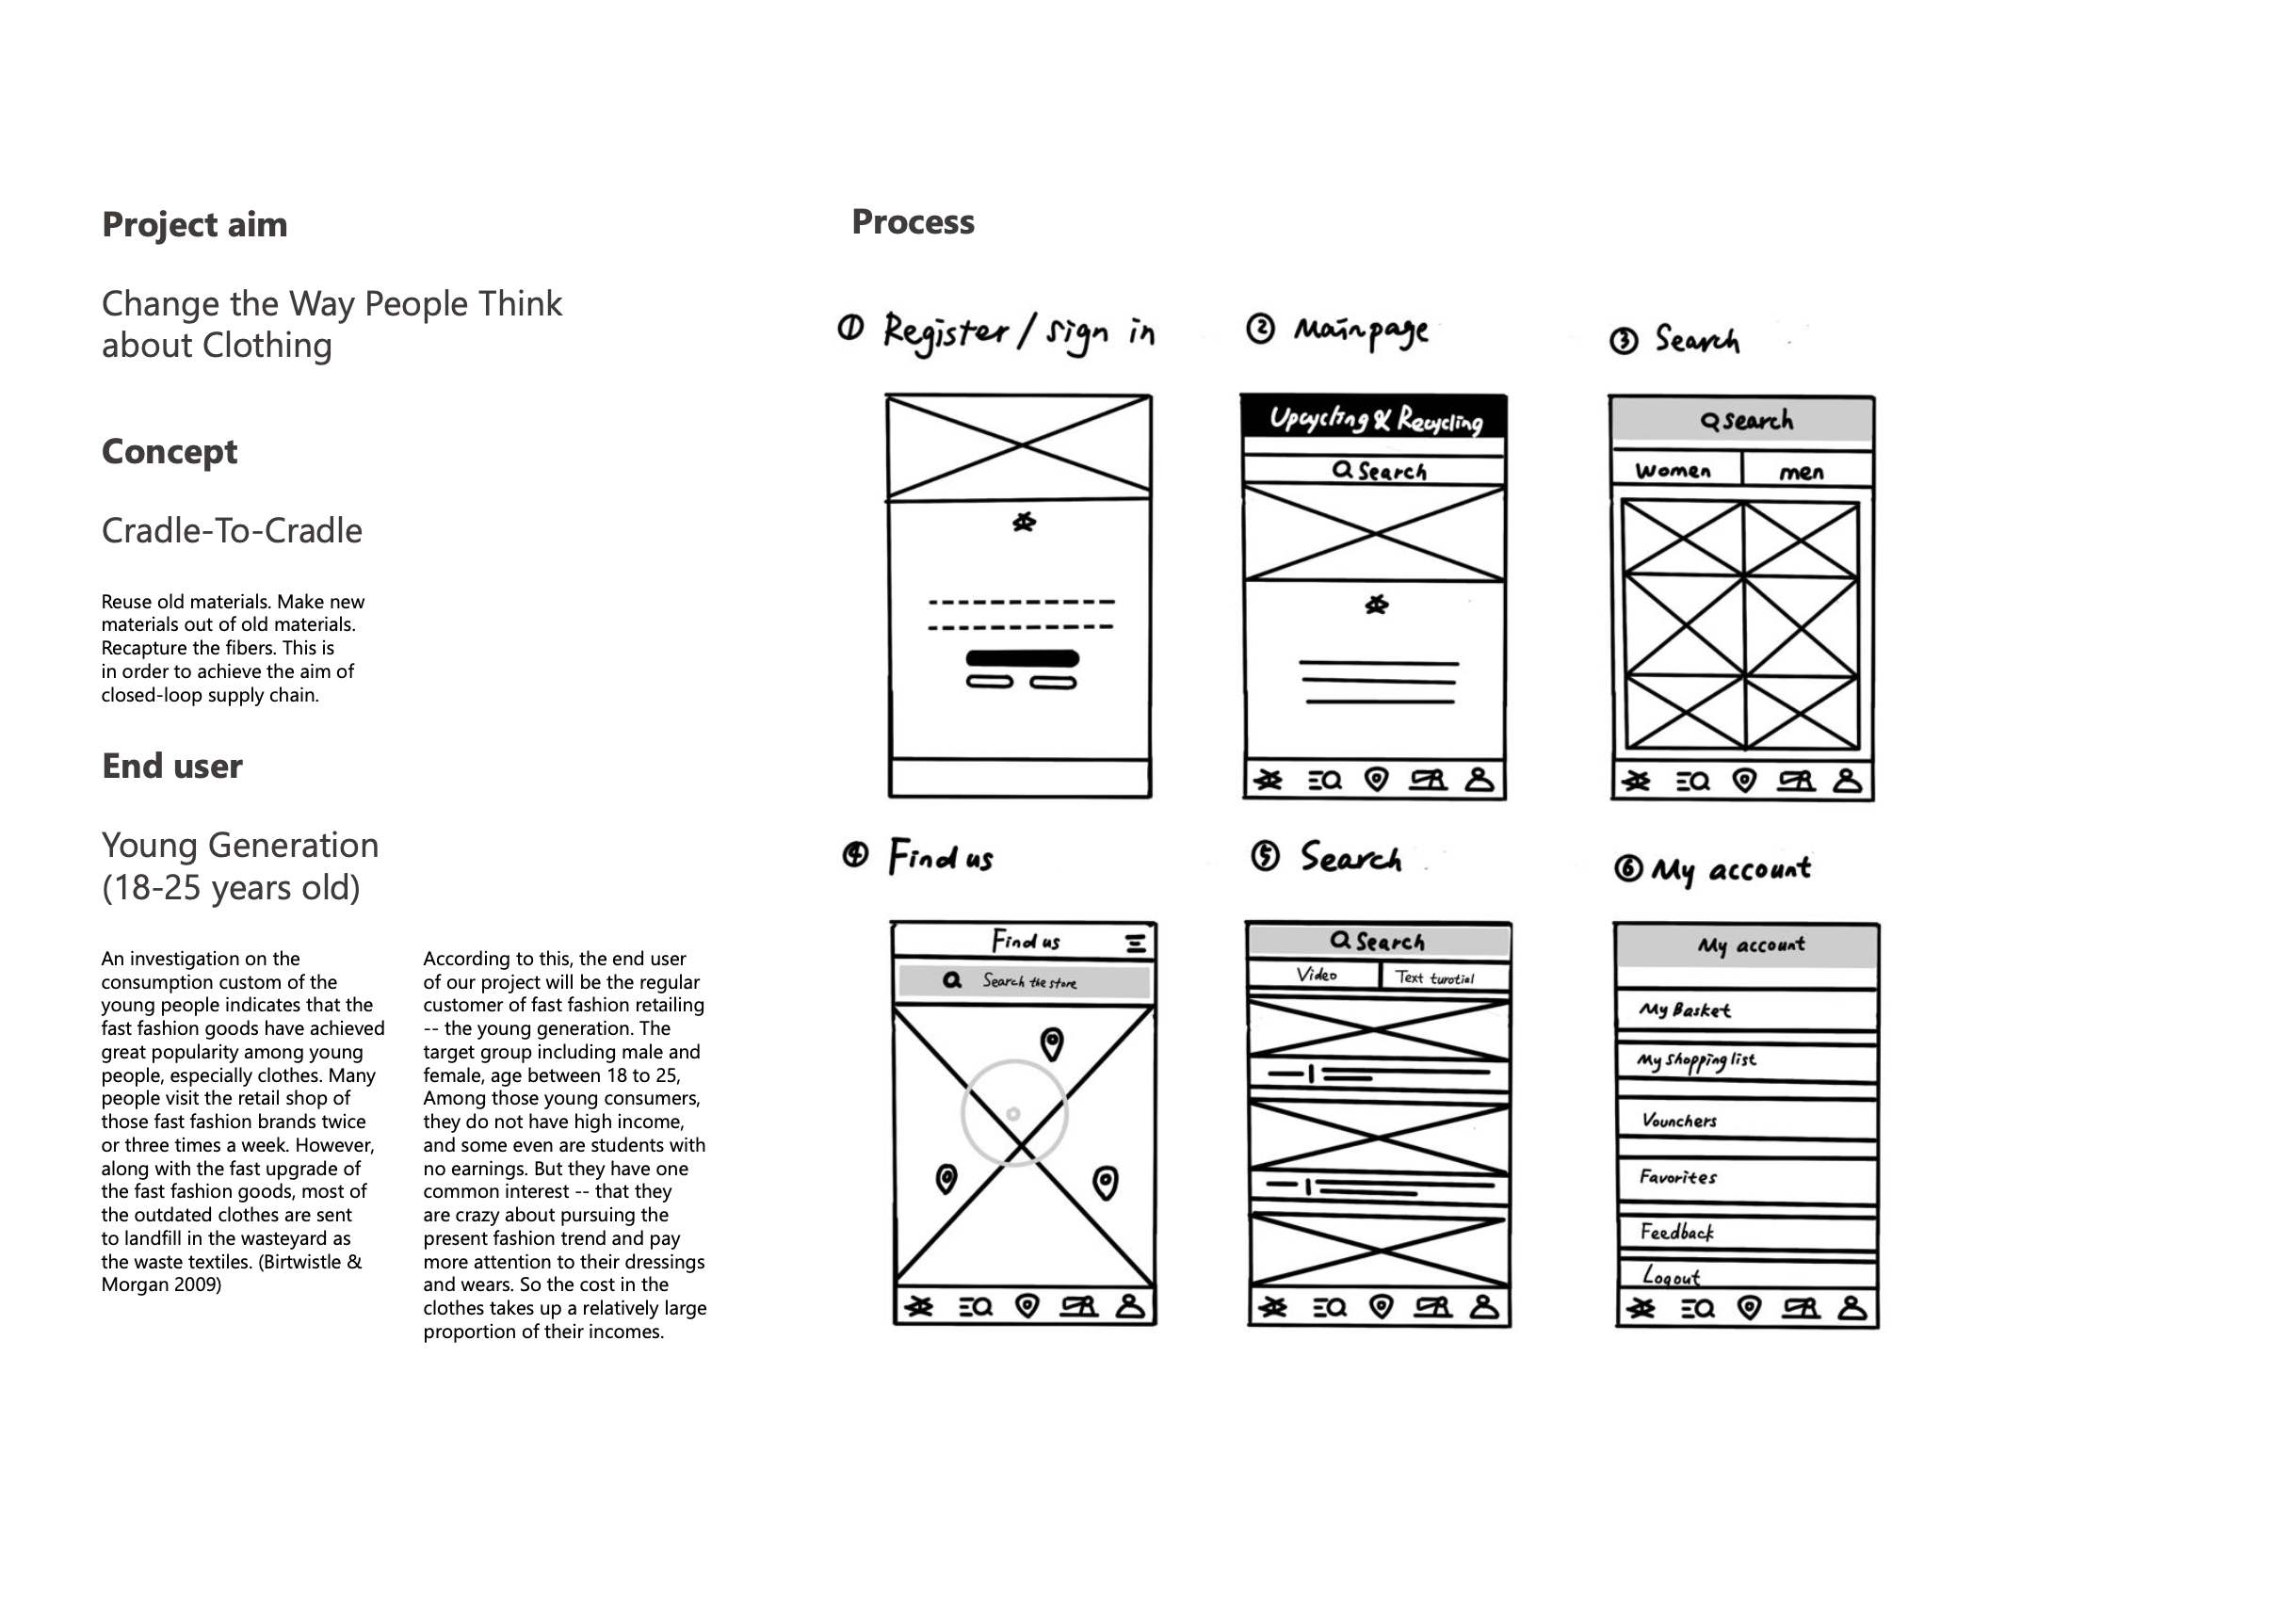 Project aim
Change the Way People Think
about Clothing
Concept
Cradle-To-Cradle
Reuse old materials. Make new
materials out of old materials.
Recapture the fibers. This is
in order to achieve the aim of
closed-loop supply chain.
End user
Young Generation
(18-25 years old)
An investigation on the
consumption custom of the
young people indicates that the
fast fashion goods have achieved
great popularity among young
people, especially clothes. Many
people visit the retail shop of
those fast fashion brands twice
or three times a week. However,
along with the fast upgrade of
the fast fashion goods, most of
the outdated clothes are sent
to landfill in the wasteyard as
the waste textiles. (Birtwistle &
Morgan 2009)
According to this, the end user
of our project will be the regular
customer of fast fashion retailing
-- the young generation. The
target group including male and
female, age between 18 to 25,
Among those young consumers,
they do not have high income,
and some even are students with
no earnings. But they have one
common interest -- that they
are crazy about pursuing the
present fashion trend and pay
more attention to their dressings
and wears. So the cost in the
clothes takes up a relatively large
proportion of their incomes.
Process
① Register / sign in
② Mainpage
Upcycling & Recycling
Search
③ Search
Search
Women
men
④ Find us
Find us
Search the store
⑤ Search
Search
Video
Text turotial
⑥ My account
My account
My Basket
My shopping list
Vounchers
Favorites
Feedback
Logout